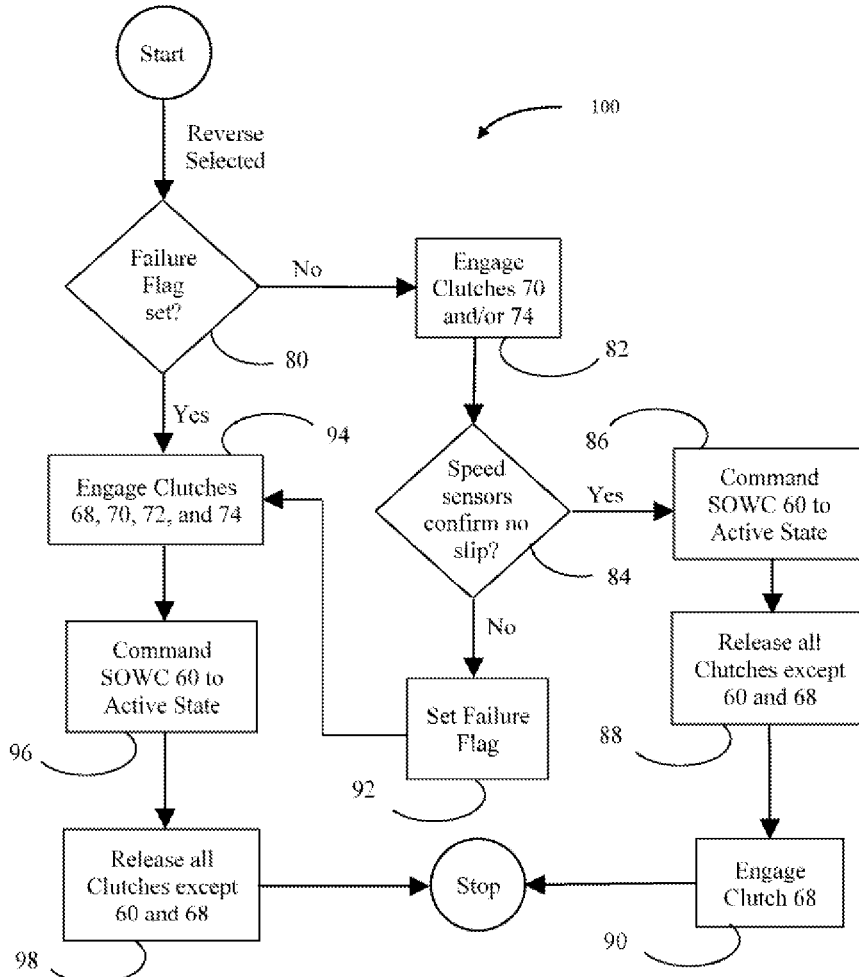 Start
Reverse
Selected
100
Failure
Flag
set?
80
No
Engage
Clutches 70
and/or 74
82
Yes
94
Engage Clutches
68, 70, 72, and 74
Speed
sensors
confirm no
slip?
84
Yes
86
Command
SOWC 60 to
Active State
No
Command
SOWC 60 to
Active State
96
Set Failure
Flag
92
Release all
Clutches except
60 and 68
88
Release all
Clutches except
60 and 68
98
Stop
Engage
Clutch 68
90